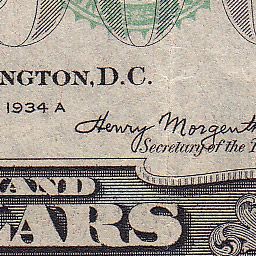 NGTON, D.C.
1934 A
Henry Morgenth
Secretary of the T
AND
LARS